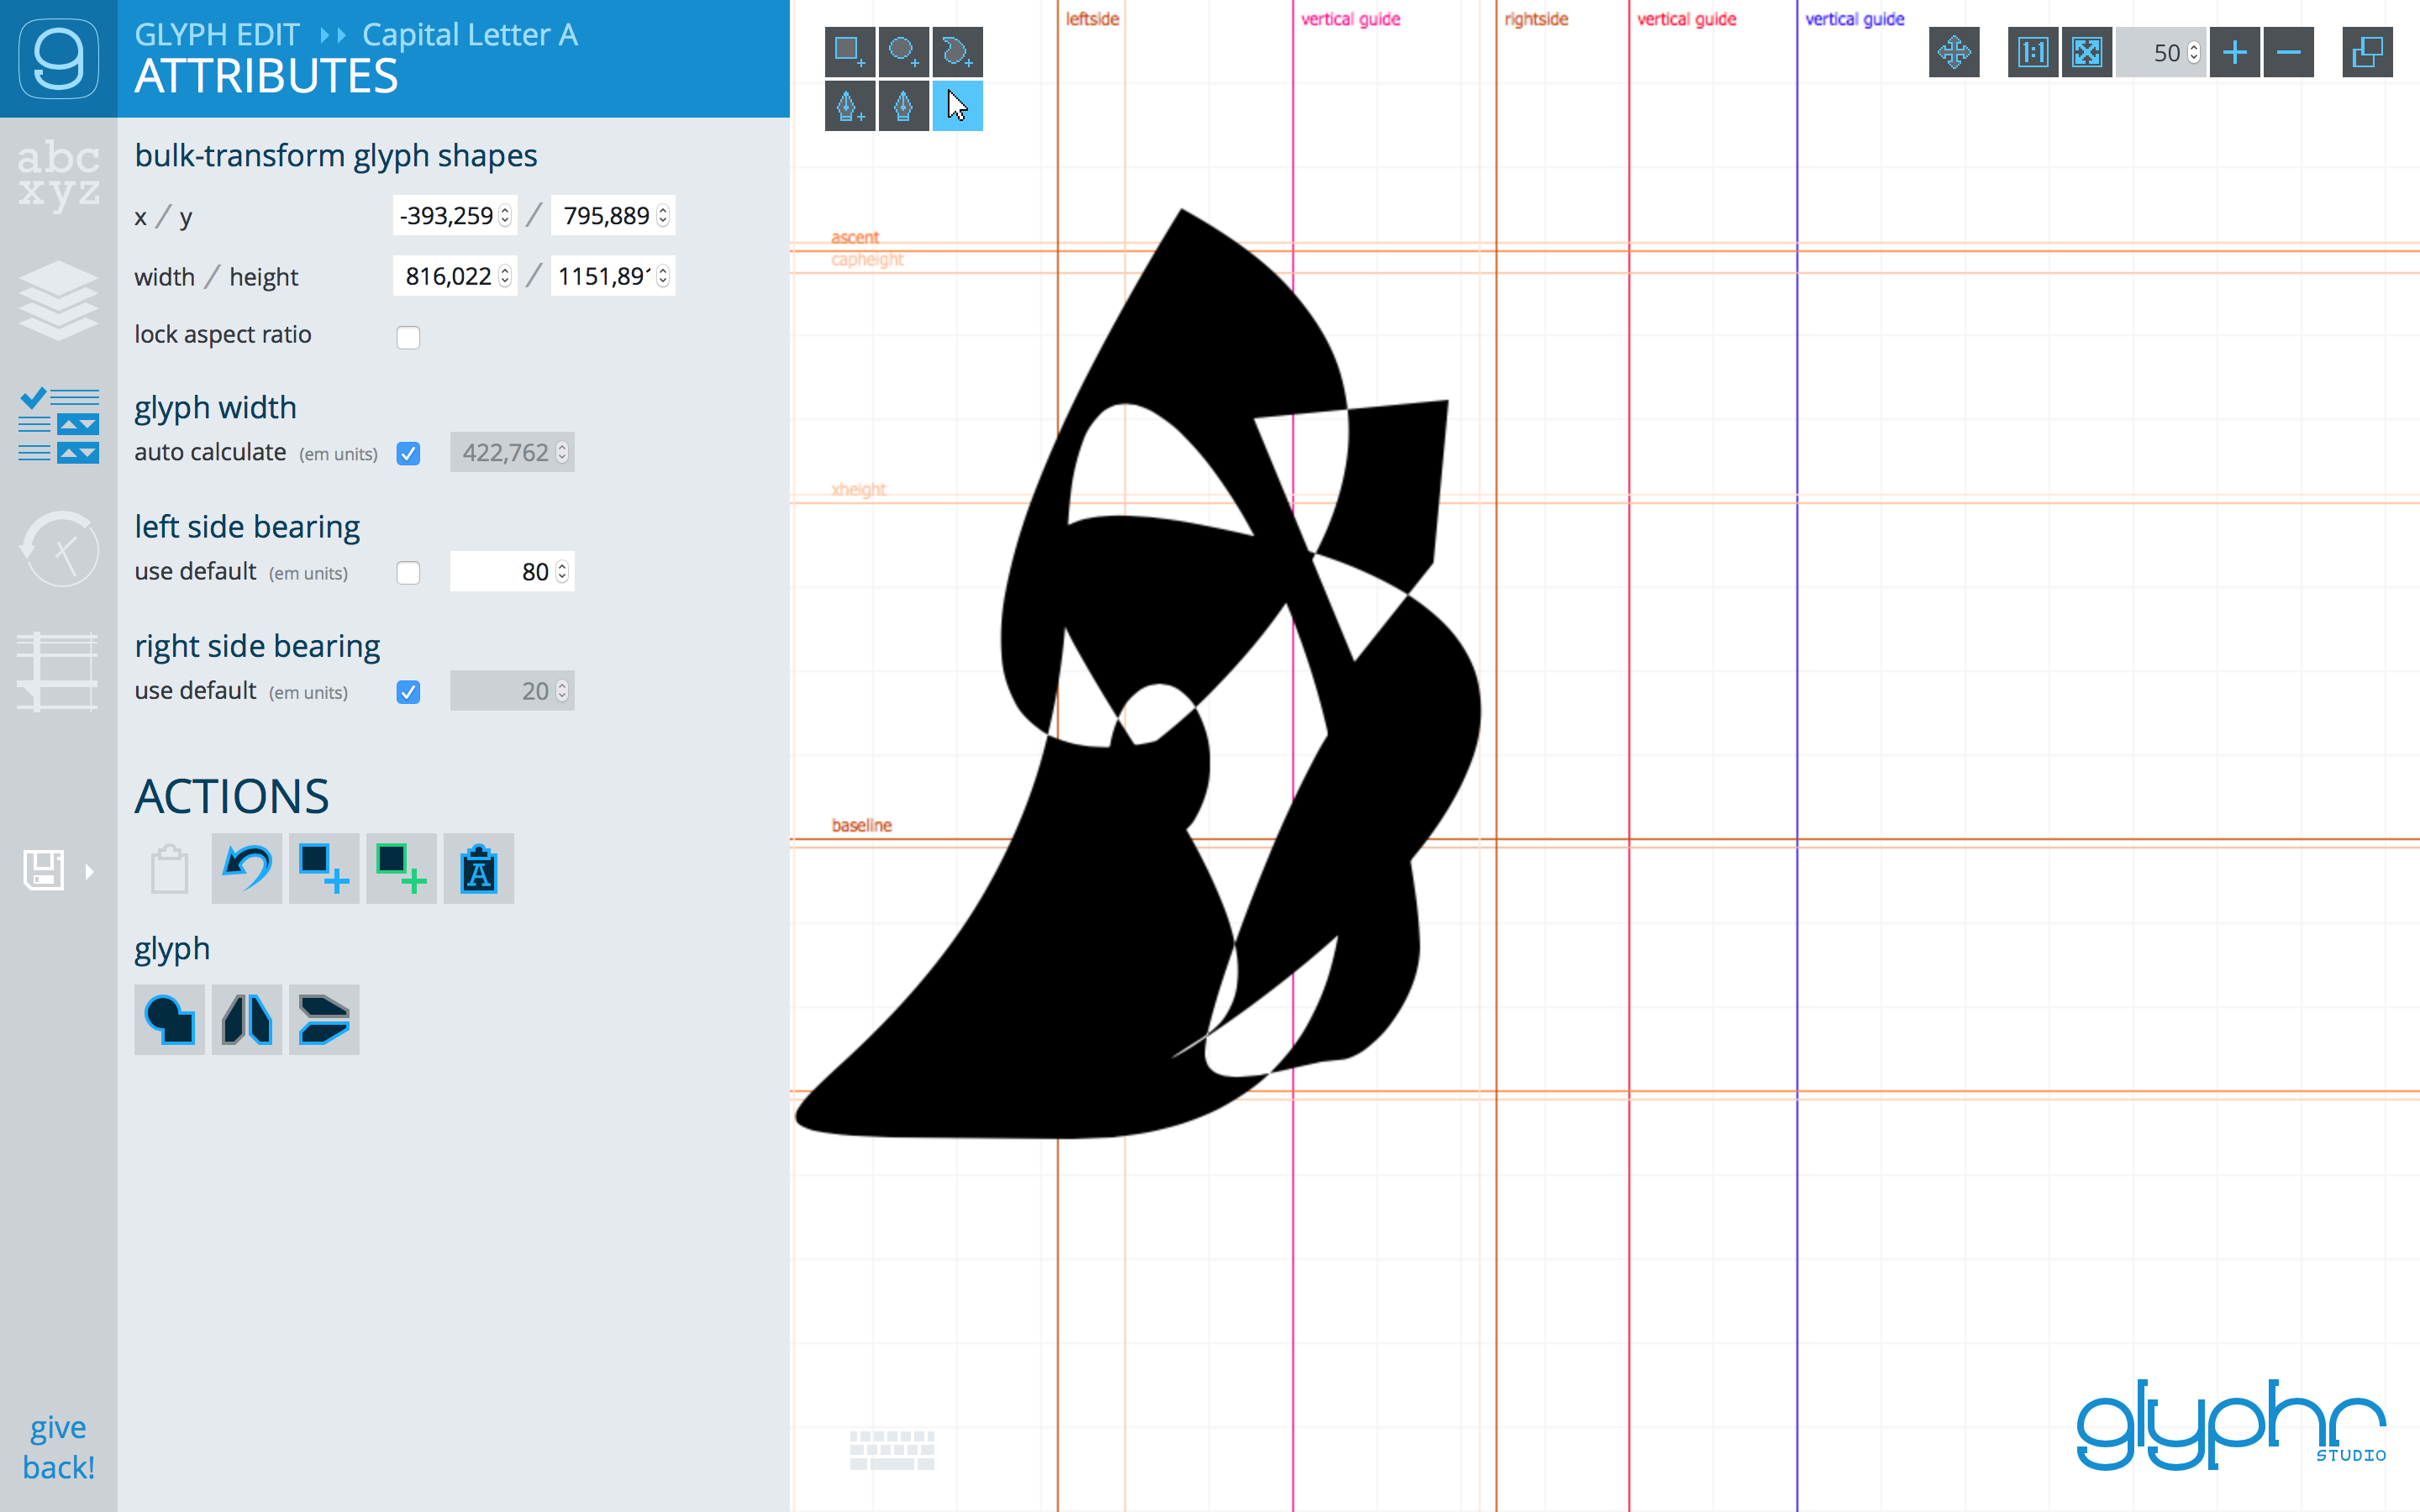 g
GLYPH EDIT Capital Letter A
ATTRIBUTES
abc
xyz
bulk-transform glyph shapes
x / y -393,259 / 795,889
width / height 816,022 / 1151,891
lock aspect ratio
glyph width
auto calculate (em units) 422,762
left side bearing
use default (em units) 80
right side bearing
use default (em units) 20
ACTIONS
A
glyph
give
back!
leftside
vertical guide
rightside
vertical guide
vertical guide
1:1
50
ascent
capheight
xheight
baseline
glyphr
STUDIO